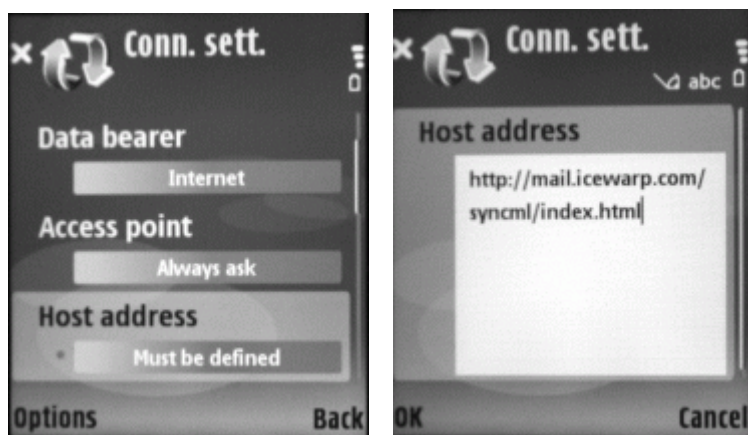 Conn. sett.
Data bearer
Internet
Access point
Always ask
Host address
Must be defined
Options
Back
Conn. sett.
abc
Host address
http://mail.icewarp.com/
syncml/index.html
OK
Cancel